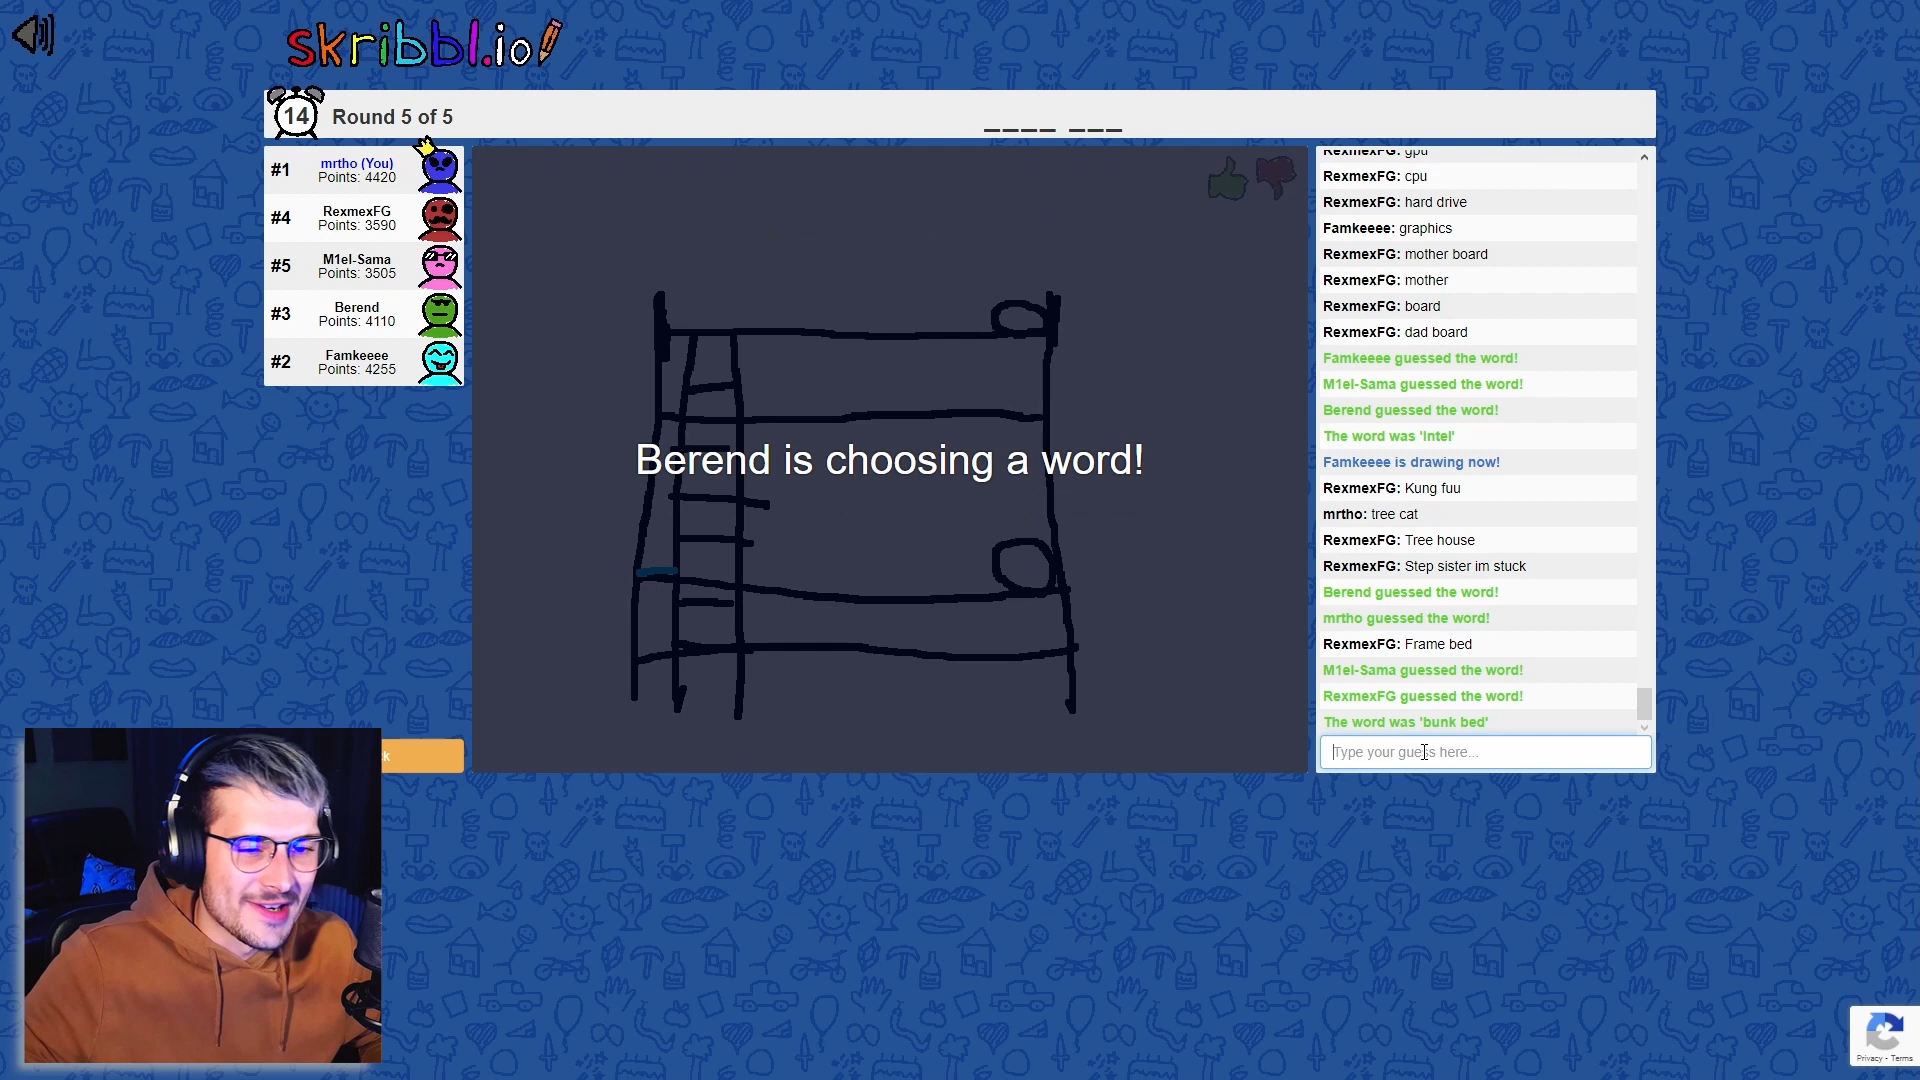 skribbl.io
14
Round 5 of 5
____ ___
#1
mrtho (You)
Points: 4420
#4
RexmexFG
Points: 3590
#5
M1el-Sama
Points: 3505
#3
Berend
Points: 4110
#2
Famkeeee
Points: 4255
Berend is choosing a word!
RexmexFG: gpu
RexmexFG: cpu
RexmexFG: hard drive
Famkeeee: graphics
RexmexFG: mother board
RexmexFG: mother
RexmexFG: board
RexmexFG: dad board
Famkeeee guessed the word!
M1el-Sama guessed the word!
Berend guessed the word!
The word was 'Intel'
Famkeeee is drawing now!
RexmexFG: Kung fuu
mrtho: tree cat
RexmexFG: Tree house
RexmexFG: Step sister im stuck
Berend guessed the word!
mrtho guessed the word!
RexmexFG: Frame bed
M1el-Sama guessed the word!
RexmexFG guessed the word!
The word was 'bunk bed'
Type your guess here...
Privacy - Terms